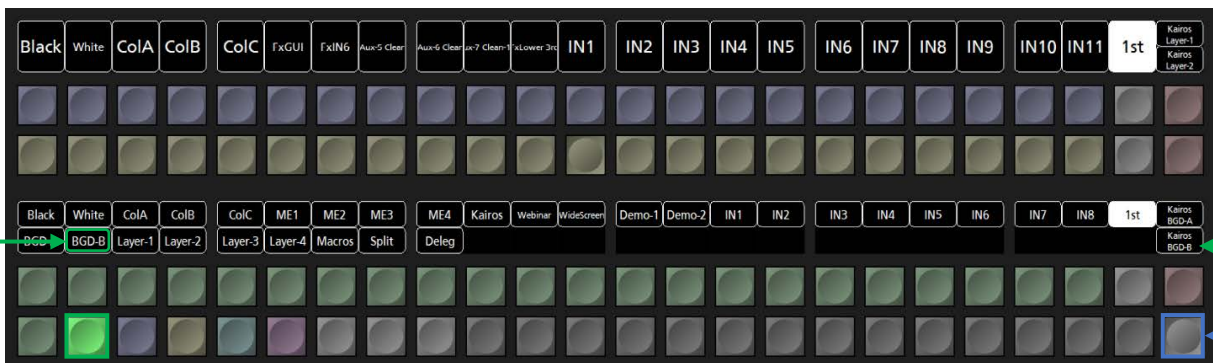 Black White ColA ColB ColC FxGUI FxIN6 Aux-5 Clean Aux-6 Clean ux-7 Clean-1 FxLower 3rd IN1 IN2 IN3 IN4 IN5 IN6 IN7 IN8 IN9 IN10 IN11 1st Kairos Layer-1
Kairos Layer-2
Black White ColA ColB ColC ME1 ME2 ME3 ME4 Kairos Webinar WideScreen Demo-1 Demo-2 IN1 IN2 IN3 IN4 IN5 IN6 IN7 IN8 1st Kairos BGD-A
BGD- BGD-B Layer-1 Layer-2 Layer-3 Layer-4 Macros Split Deleg Kairos BGD-B